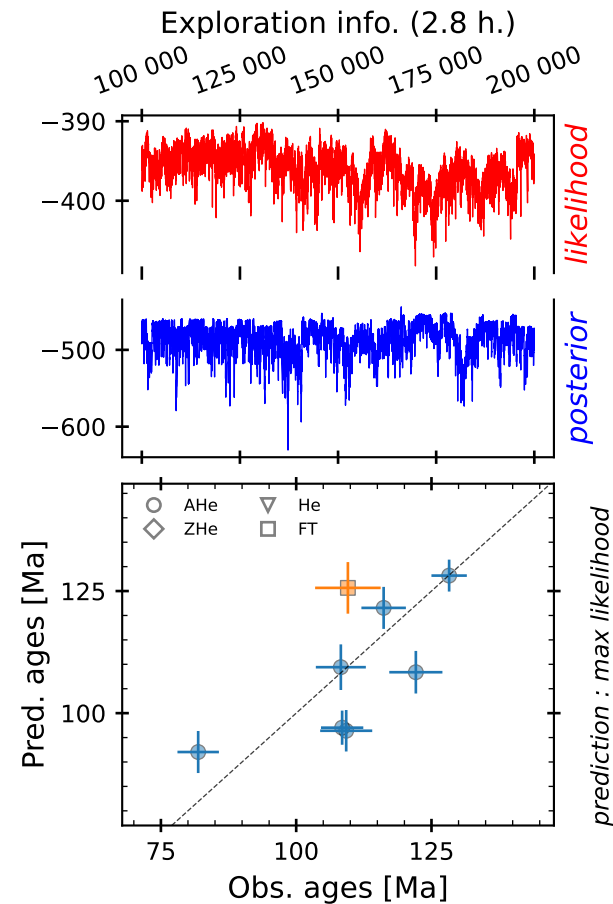 Exploration info. (2.8 h.)
100 000 125 000 150 000 175 000 200 000
−390
−400
likelihood
−500
−600
posterior
AHe He
ZHe FT
125
100
Pred. ages [Ma]
prediction : max likelihood
75 100 125
Obs. ages [Ma]